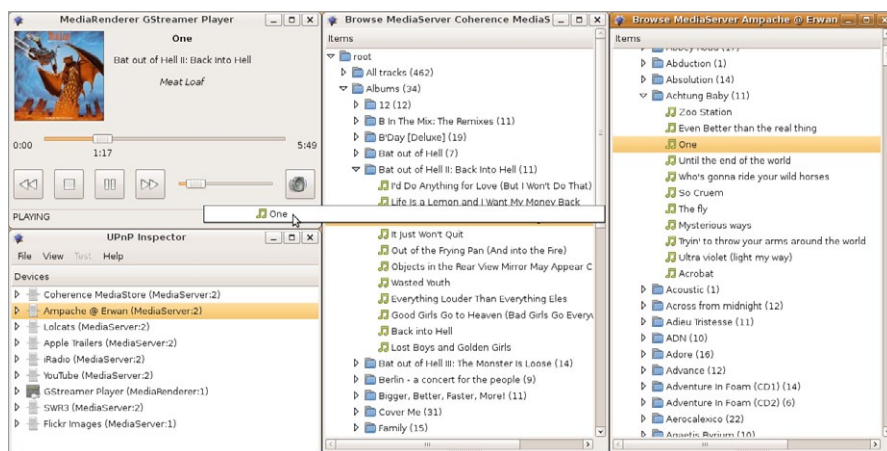 MediaRenderer GStreamer Player
One
Bat out of Hell II: Back Into Hell
Meat Loaf
0:00
1:17
5:49
PLAYING
One
UPnP Inspector
File View Test Help
Devices
Coherence MediaStore (MediaServer:2)
Ampache @ Erwan (MediaServer:2)
Lolcats (MediaServer:2)
Apple Trailers (MediaServer:2)
iRadio (MediaServer:2)
YouTube (MediaServer:2)
GStreamer Player (MediaRenderer:1)
SWR3 (MediaServer:2)
Flickr Images (MediaServer:2)
Browse MediaServer Coherence MediaS
Items
root
All tracks (462)
Albums (34)
12 (12)
B In The Mix: The Remixes (11)
B'Day [Deluxe] (19)
Bat out of Hell (7)
Bat out of Hell II: Back Into Hell (11)
I'd Do Anything for Love (But I Won't Do That)
Life Is a Lemon and I Want My Money Back
It Just Won't Quit
Out of the Frying Pan (And into the Fire)
Objects in the Rear View Mirror May Appear C
Wasted Youth
Everything Louder Than Everything Eles
Good Girls Go to Heaven (Bad Girls Go Everyw
Back into Hell
Lost Boys and Golden Girls
Bat out of Hell III: The Monster Is Loose (14)
Berlin - a concert for the people (9)
Bigger, Better, Faster, More! (11)
Cover Me (31)
Family (15)
Browse MediaServer Ampache @ Erwan
Items
Abbey Road (17)
Abduction (1)
Absolution (14)
Achtung Baby (11)
Zoo Station
Even Better than the real thing
One
Until the end of the world
Who's gonna ride your wild horses
So Cruem
The fly
Mysterious ways
Tryin' to throw your arms around the world
Ultra violet (light my way)
Acrobat
Acoustic (1)
Across from midnight (12)
Adieu Tristesse (11)
ADN (10)
Adore (16)
Advance (12)
Adventure In Foam (CD1) (14)
Adventure In Foam (CD2) (6)
Aerocalexico (22)
Agaetis Byrjun (10)